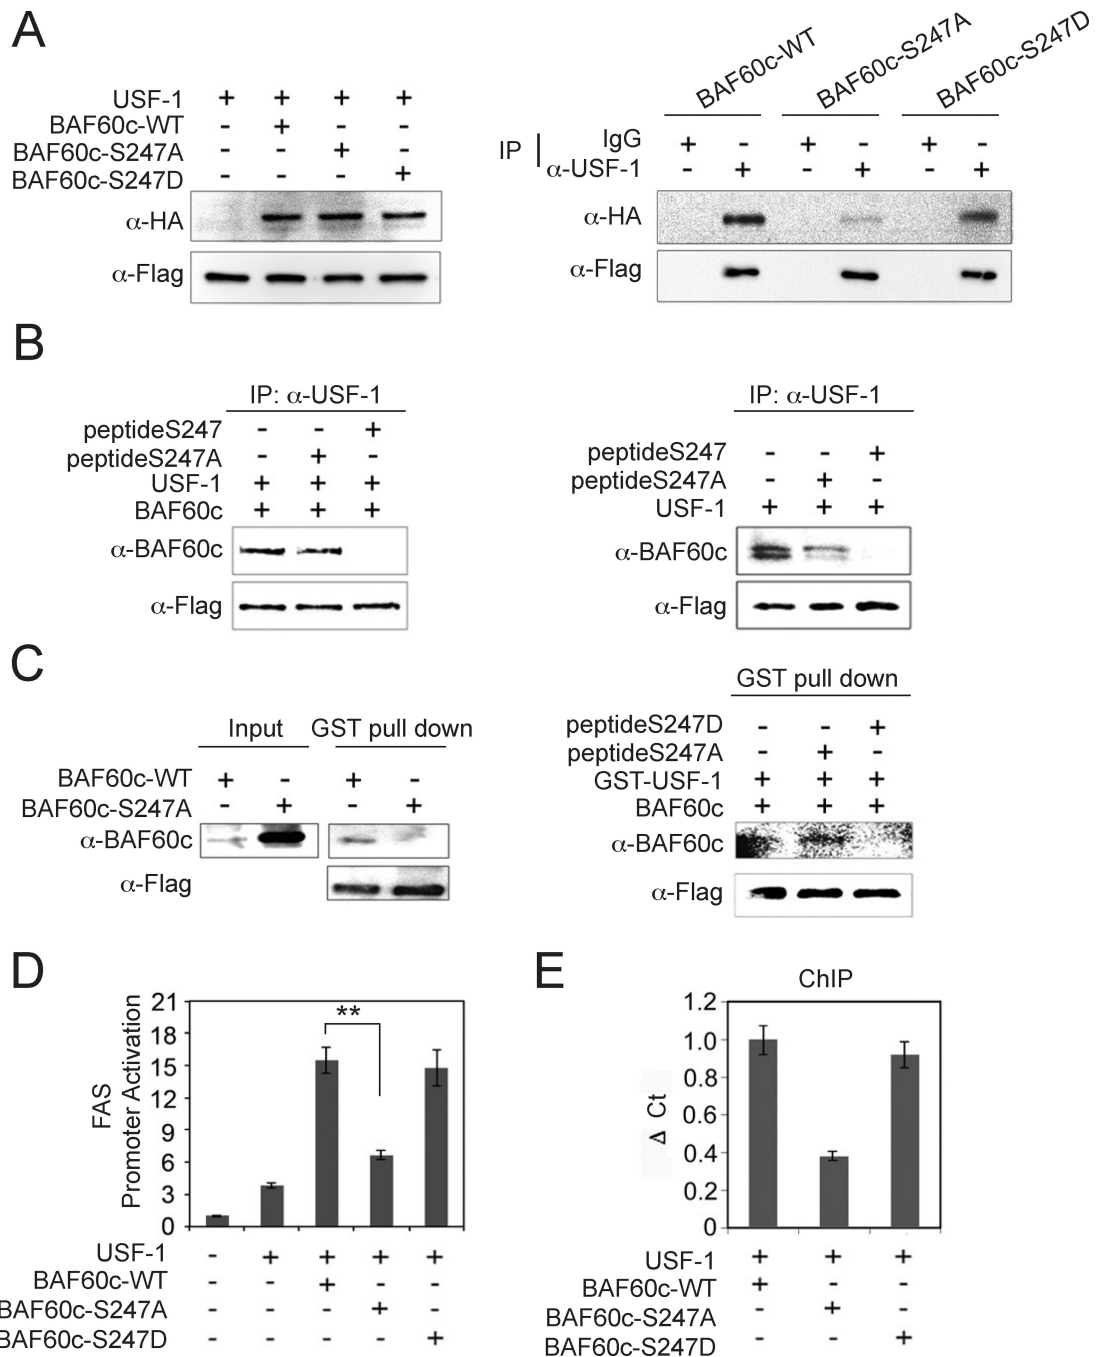 A
USF-1 + + + +
BAF60c-WT - + - -
BAF60c-S247A - - + -
BAF60c-S247D - - - +
α-HA
α-Flag
BAF60c-WT BAF60c-S247A BAF60c-S247D
IP
IgG + - + - + -
α-USF-1 - + - + - +
α-HA
α-Flag
B
IP: α-USF-1
peptideS247 - - +
peptideS247A - + -
USF-1 + + +
BAF60c + + +
α-BAF60c
α-Flag
IP: α-USF-1
peptideS247 - - +
peptideS247A - + -
USF-1 + + +
α-BAF60c
α-Flag
C
Input GST pull down
BAF60c-WT + - + -
BAF60c-S247A - + - +
α-BAF60c
α-Flag
GST pull down
peptideS247D - - +
peptideS247A - + -
GST-USF-1 + + +
BAF60c + + +
α-BAF60c
α-Flag
D
FAS
Promoter Activation
21
18
15
12
9
6
3
0
**
USF-1 - + + + +
BAF60c-WT - - + - -
BAF60c-S247A - - - + -
BAF60c-S247D - - - - +
E
ChIP
Δ Ct
1.2
1.0
0.8
0.6
0.4
0.2
0
USF-1 + + +
BAF60c-WT + - -
BAF60c-S247A - + -
BAF60c-S247D - - +